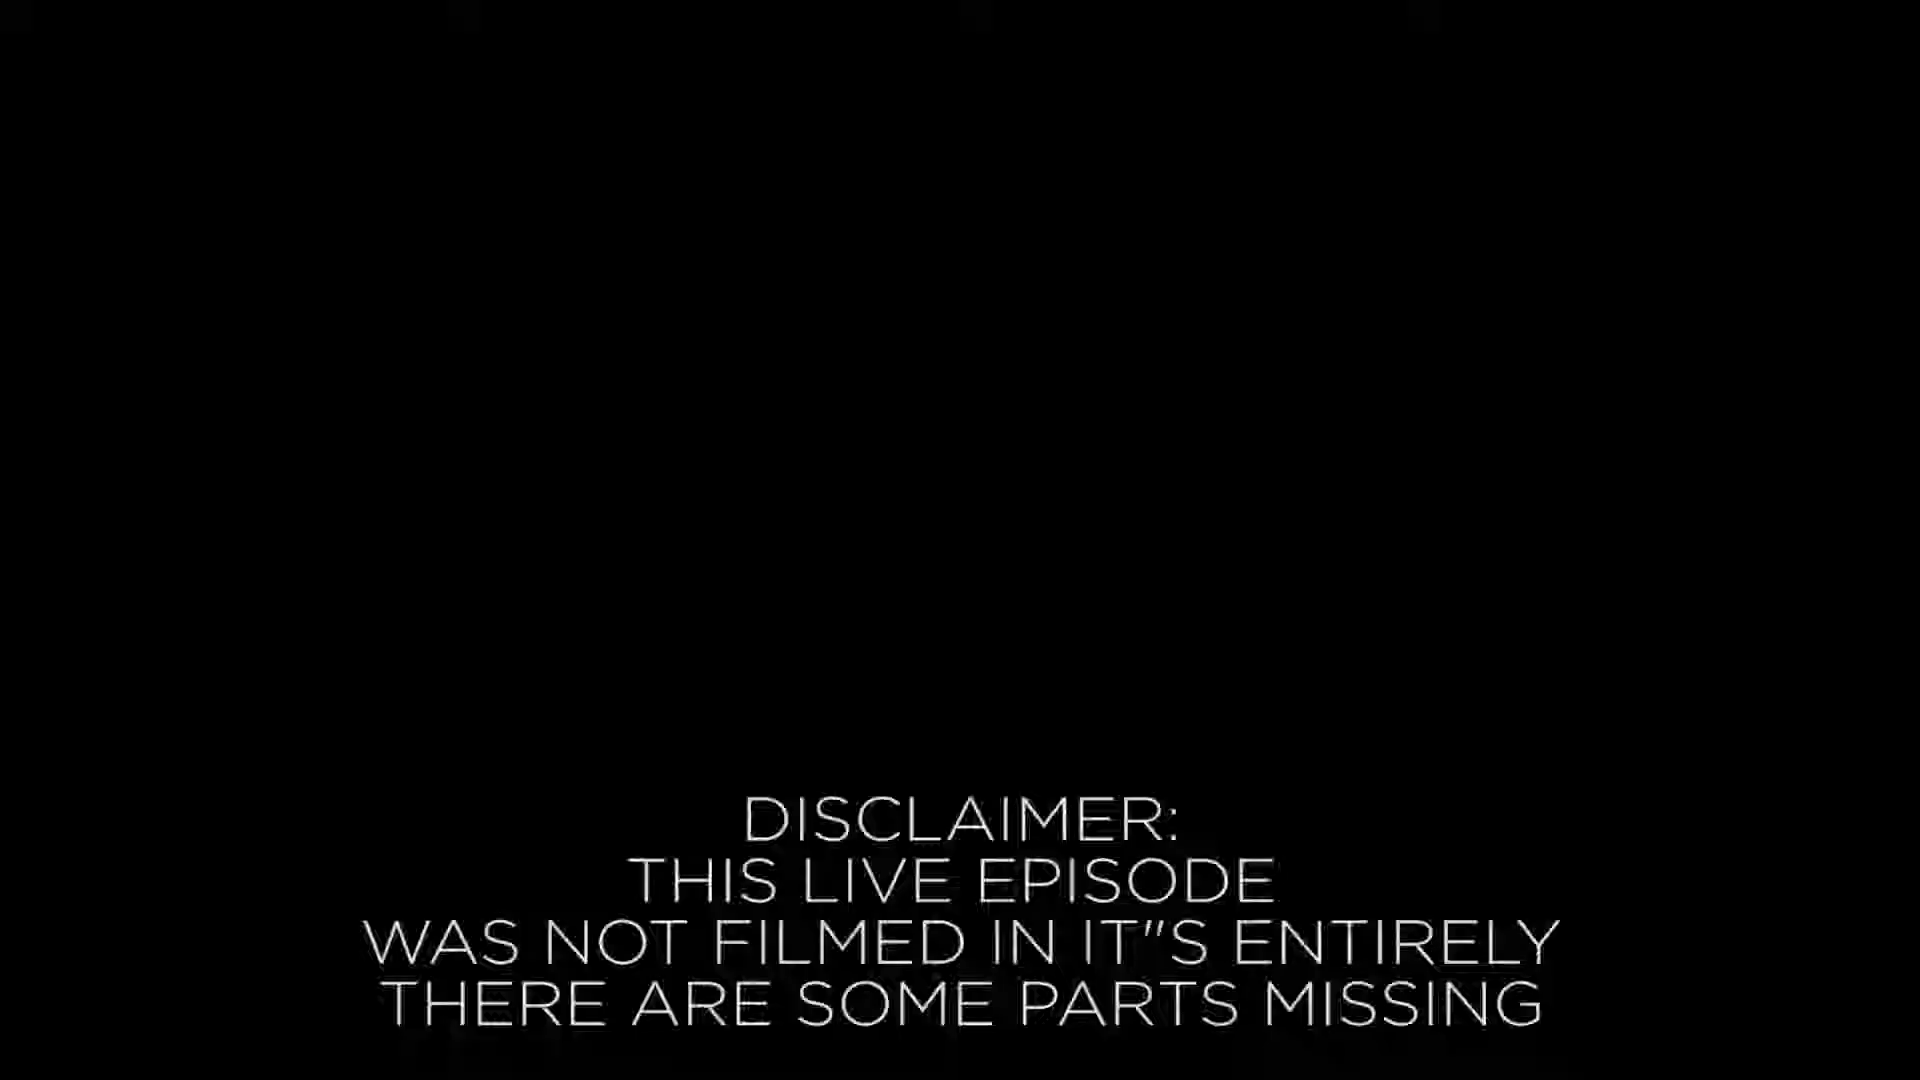 DISCLAIMER:
THIS LIVE EPISODE
WAS NOT FILMED IN IT"S ENTIRELY
THERE ARE SOME PARTS MISSING